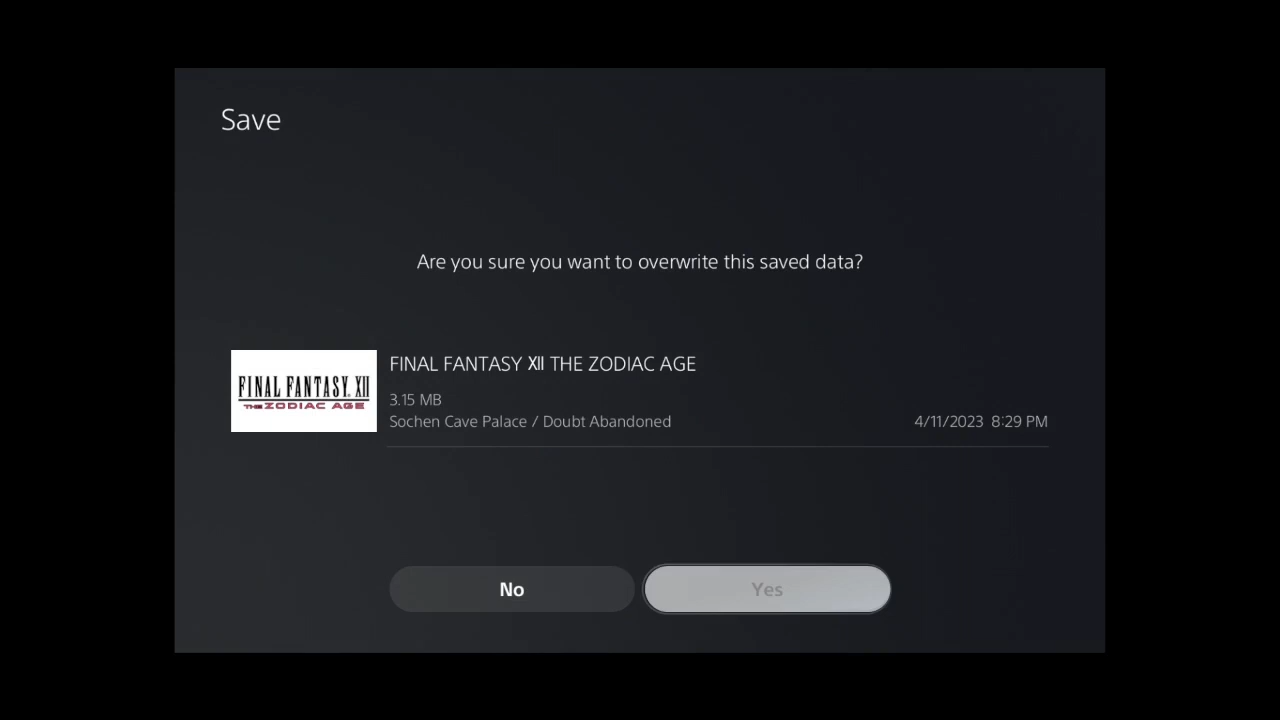 Save
Are you sure you want to overwrite this saved data?
FINAL FANTASY XII
THE ZODIAC AGE
FINAL FANTASY XII THE ZODIAC AGE
3.15 MB
Sochen Cave Palace / Doubt Abandoned 4/11/2023 8:29 PM
No Yes